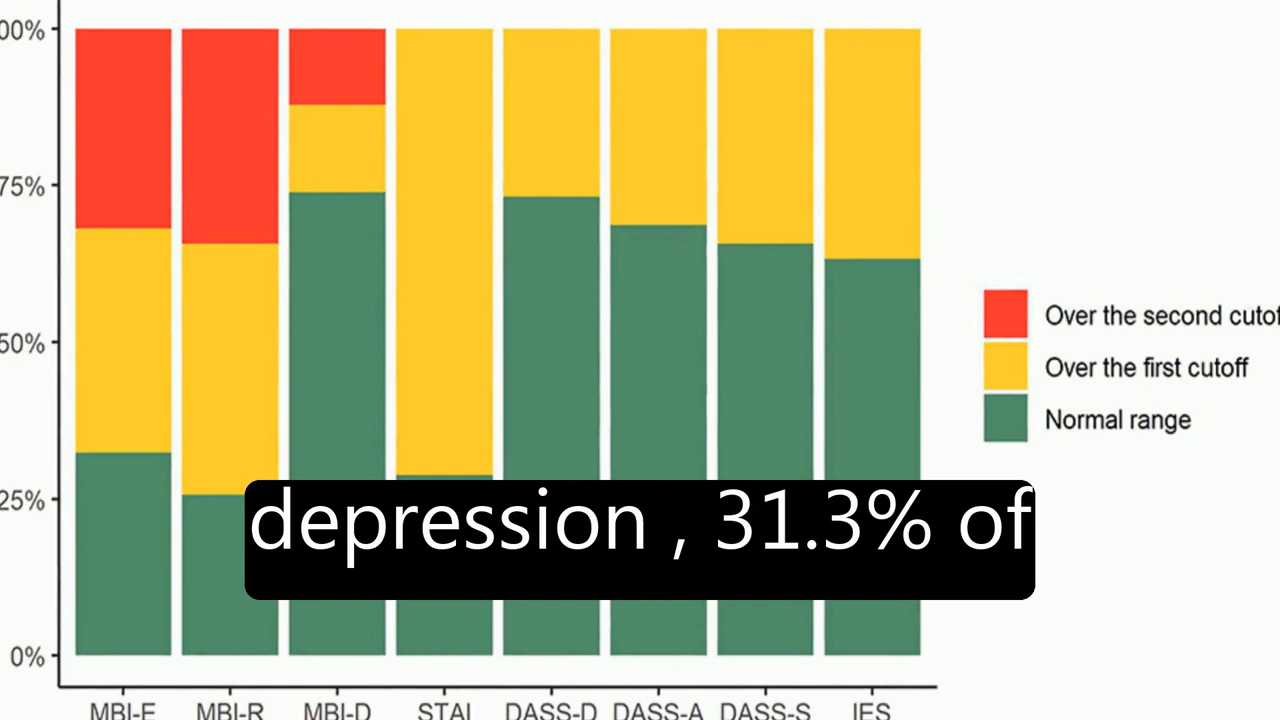 00%
75%
50%
25%
0%
MBI-E MBI-R MBI-D STAI DASS-D DASS-A DASS-S IES
Over the second cutof
Over the first cutoff
Normal range
depression , 31.3% of